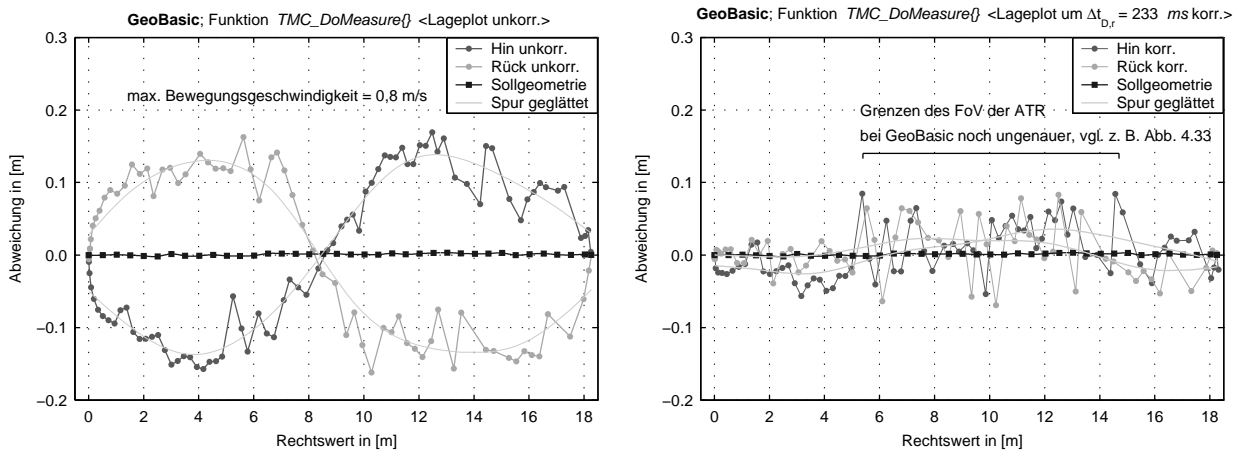 GeoBasic; Funktion TMC_DoMeasure{} <Lageplot unkorr.>
0.3
0.2
0.1
0.0
−0.1
−0.2
Abweichung in [m]
Hin unkorr.
Rück unkorr.
Sollgeometrie
Spur geglättet
max. Bewegungsgeschwindigkeit = 0,8 m/s
0 2 4 6 8 10 12 14 16 18
Rechtswert in [m]
GeoBasic; Funktion TMC_DoMeasure{} <Lageplot um Δt_D,r = 233 ms korr.>
0.3
0.2
0.1
0.0
−0.1
−0.2
Abweichung in [m]
Hin korr.
Rück korr.
Sollgeometrie
Spur geglättet
Grenzen des FoV der ATR
bei GeoBasic noch ungenauer, vgl. z. B. Abb. 4.33
0 2 4 6 8 10 12 14 16 18
Rechtswert in [m]